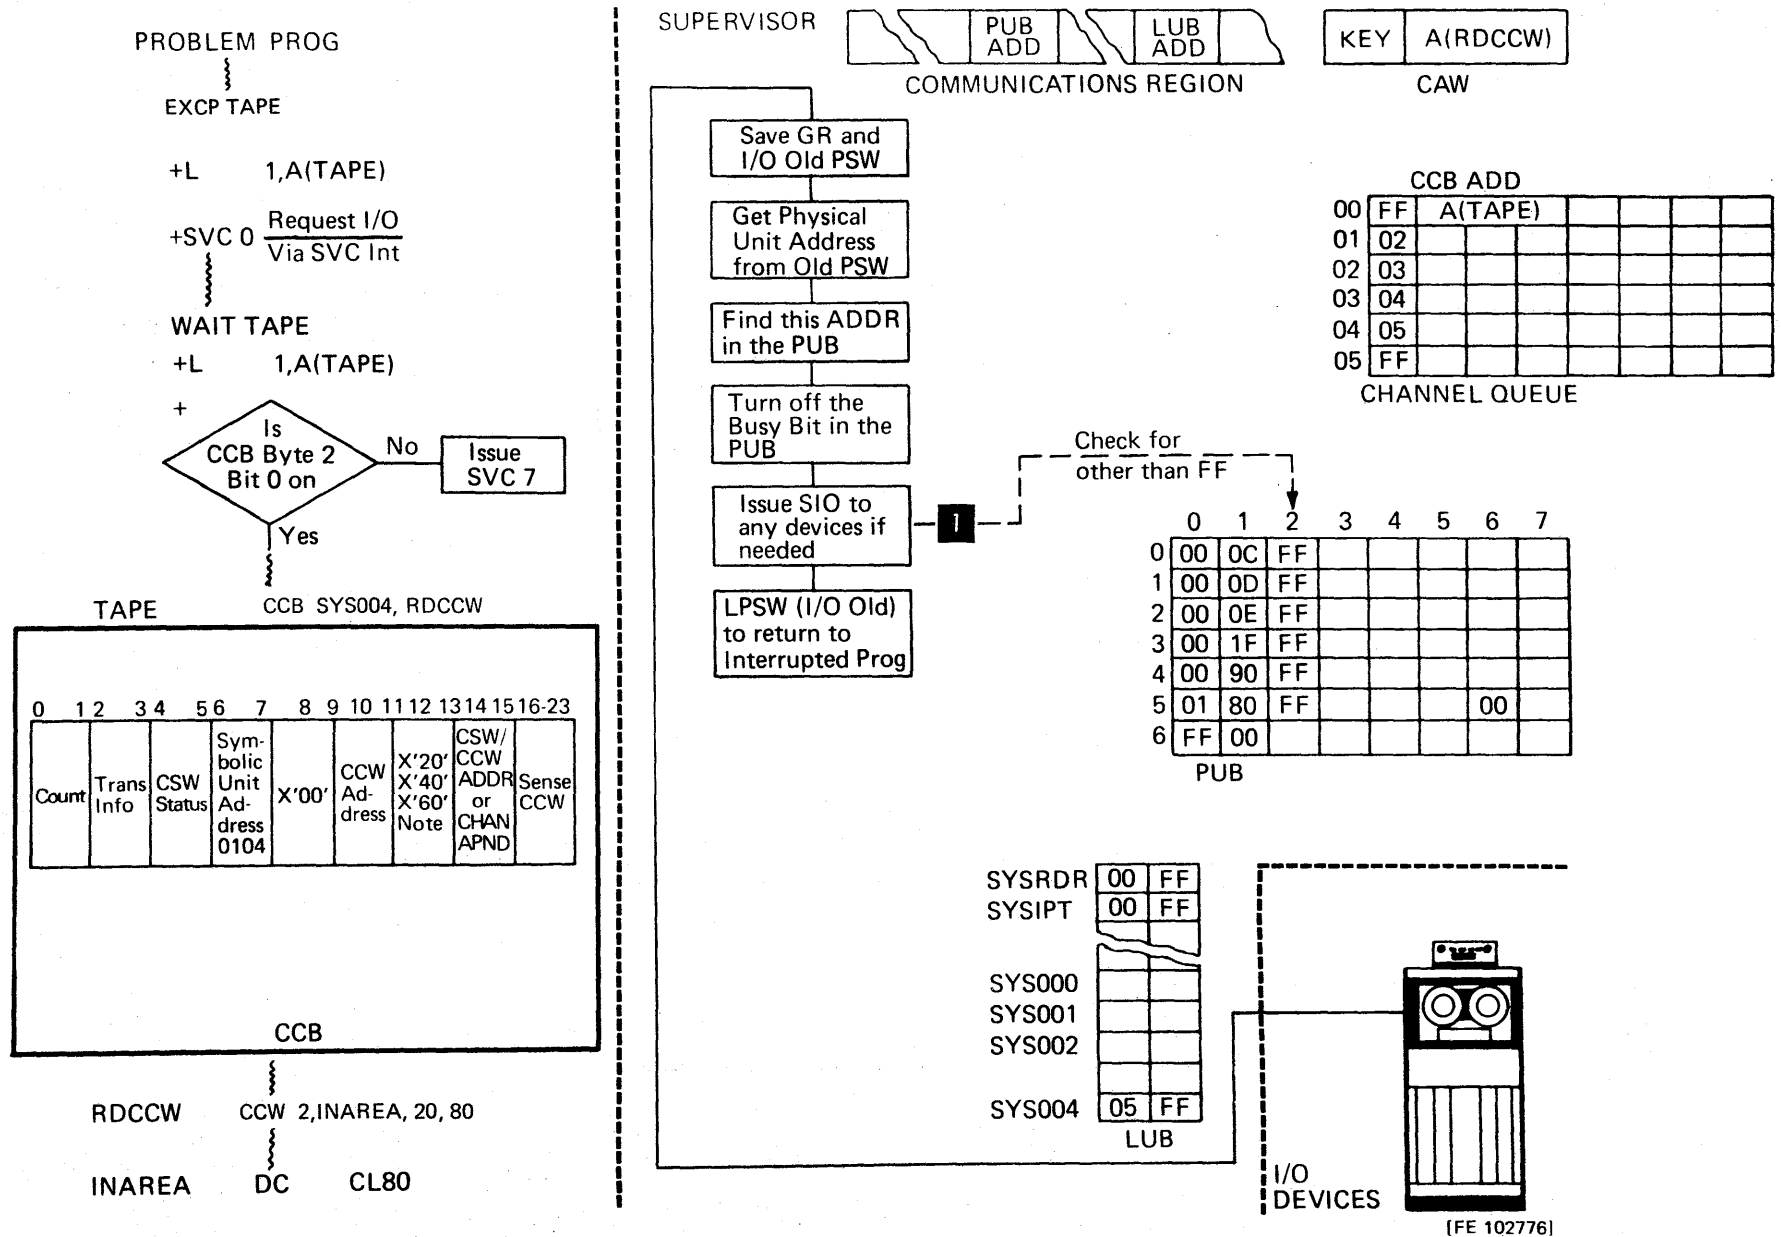 PROBLEM PROG
EXCP TAPE
+L 1,A(TAPE)
+SVC 0 Request I/O
Via SVC Int
WAIT TAPE
+L 1,A(TAPE)
+
Is
CCB Byte 2
Bit 0 on
No
Issue
SVC 7
Yes
TAPE CCB SYS004, RDCCW
0 1 2 3 4 5 6 7 8 9 10 11 12 13 14 15 16-23
Count
Trans
Info
CSW
Status
Sym-
bolic
Unit
Ad-
dress
0104
X'00'
CCW
Ad-
dress
X'20'
X'40'
X'60'
Note
CSW/
CCW
ADDR
or
CHAN
APND
Sense
CCW
CCB
RDCCW CCW 2,INAREA, 20, 80
INAREA DC CL80
SUPERVISOR
PUB
ADD
LUB
ADD
COMMUNICATIONS REGION
KEY A(RDCCW)
CAW
Save GR and
I/O Old PSW
Get Physical
Unit Address
from Old PSW
Find this ADDR
in the PUB
Turn off the
Busy Bit in the
PUB
Issue SIO to
any devices if
needed
1
Check for
other than FF
LPSW (I/O Old)
to return to
Interrupted Prog
CCB ADD
00 FF A(TAPE)
01 02
02 03
03 04
04 05
05 FF
CHANNEL QUEUE
0 1 2 3 4 5 6 7
0 00 0C FF
1 00 0D FF
2 00 0E FF
3 00 1F FF
4 00 90 FF
5 01 80 FF 00
6 FF 00
PUB
SYSRDR 00 FF
SYSIPT 00 FF
SYS000
SYS001
SYS002
SYS004 05 FF
LUB
I/O
DEVICES
[FE 102776]